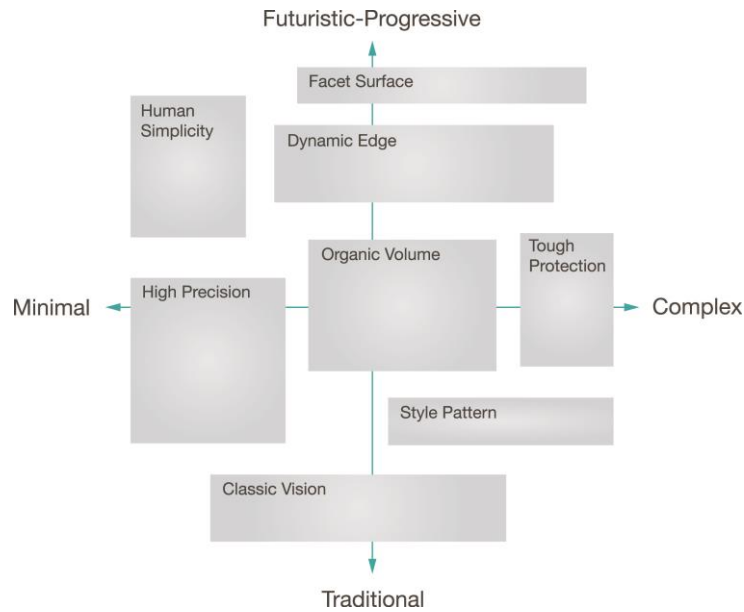 Futuristic-Progressive
Facet Surface
Human
Simplicity
Dynamic Edge
Organic Volume
Tough
Protection
High Precision
Minimal
Complex
Style Pattern
Classic Vision
Traditional